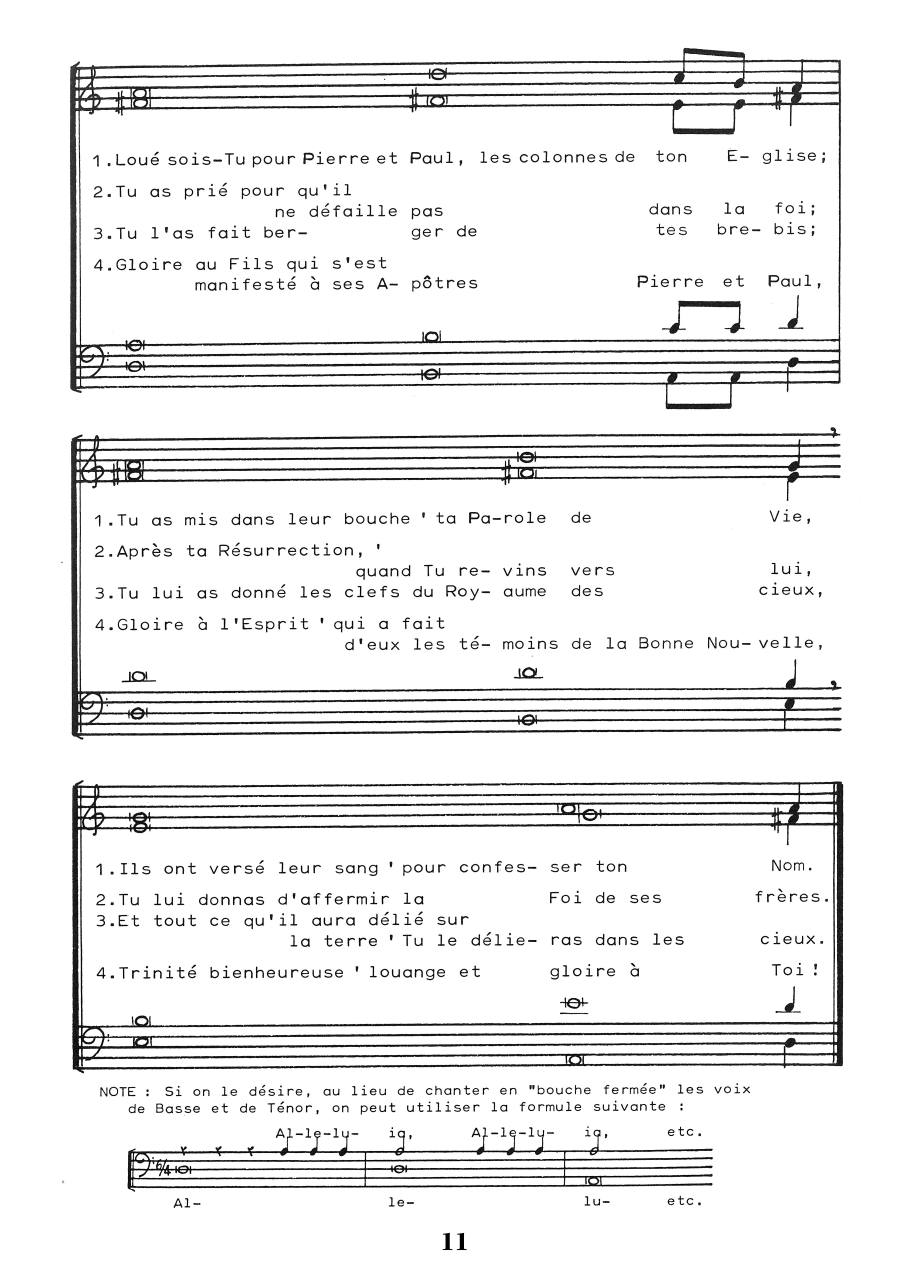 1.Loué sois-Tu pour Pierre et Paul, les colonnes de ton E- glise;
2.Tu as prié pour qu'il
ne défaille pas dans la foi;
3.Tu l'as fait ber- ger de tes bre- bis;
4.Gloire au Fils qui s'est
manifesté à ses A- pôtres Pierre et Paul,
1.Tu as mis dans leur bouche ' ta Pa-role de Vie,
2.Après ta Résurrection, '
quand Tu re- vins vers lui,
3.Tu lui as donné les clefs du Roy- aume des cieux,
4.Gloire à l'Esprit ' qui a fait
d'eux les té- moins de la Bonne Nou- velle,
1.Ils ont versé leur sang ' pour confes- ser ton Nom.
2.Tu lui donnas d'affermir la Foi de ses frères.
3.Et tout ce qu'il aura délié sur
la terre ' Tu le délie- ras dans les cieux.
4.Trinité bienheureuse ' louange et gloire à Toi !
NOTE : Si on le désire, au lieu de chanter en "bouche fermée" les voix
de Basse et de Ténor, on peut utiliser la formule suivante :
Al-le-lu- ia, Al-le-lu- ia, etc.
6/4
Al- le- lu- etc.
11